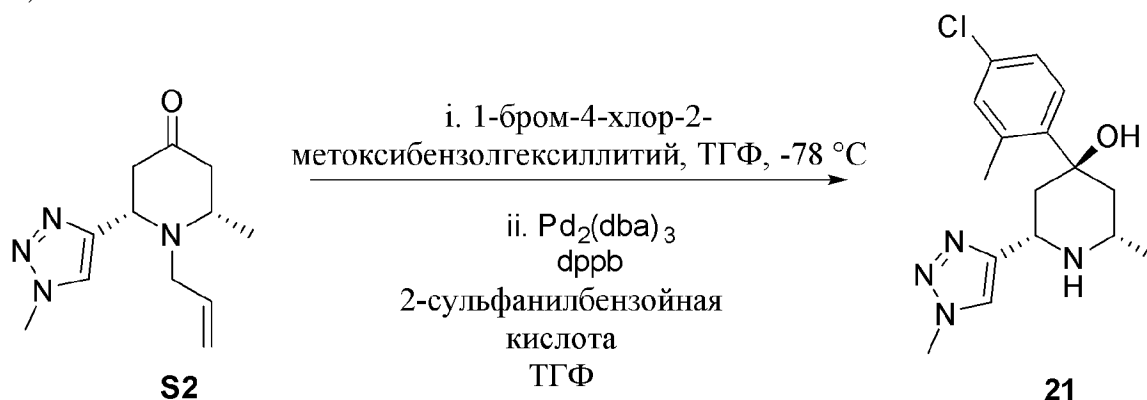 i. 1-бром-4-хлор-2-
метоксибензолгексиллитий, ТГФ, -78 °C
ii. Pd2(dba)3
dppb
2-сульфанилбензойная
кислота
ТГФ
O
N
N
N
N
S2
Cl
OH
N
N
N
N
H
21